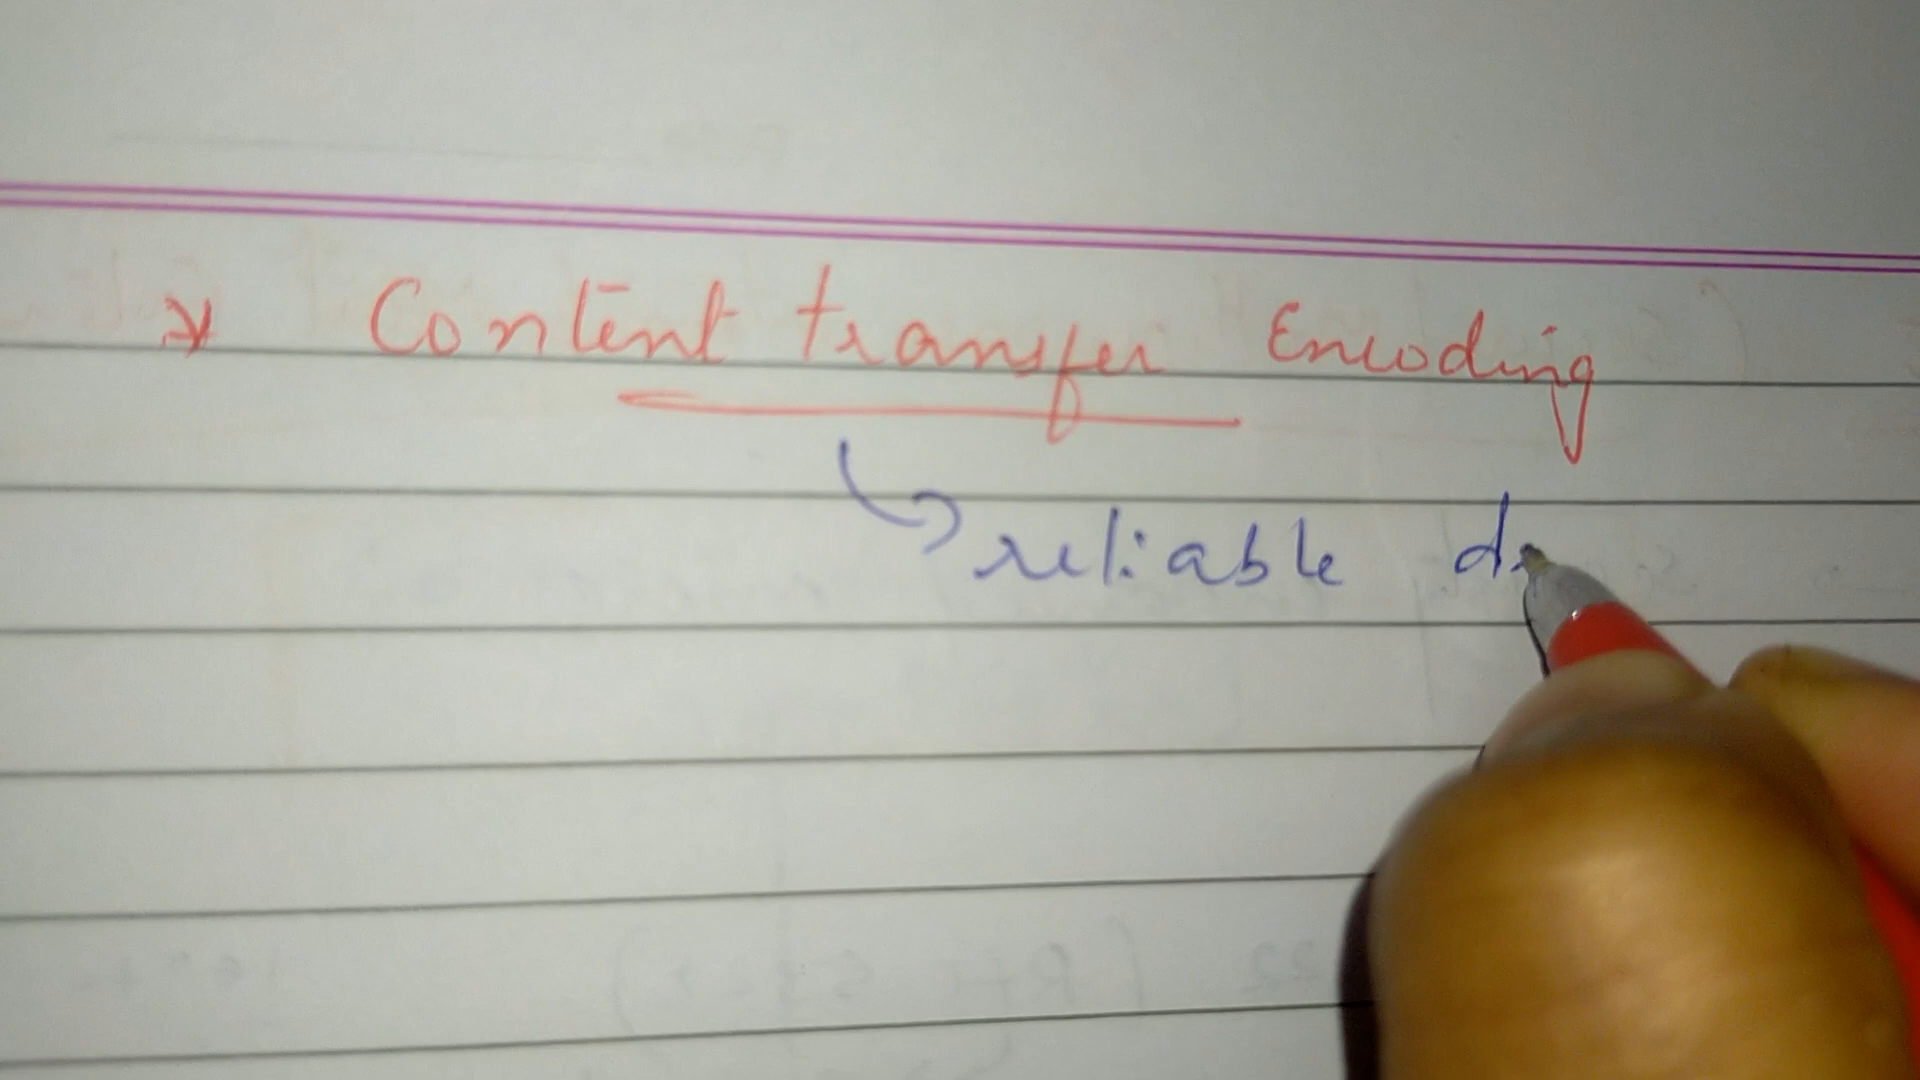 * Content transfer Encoding
reliable